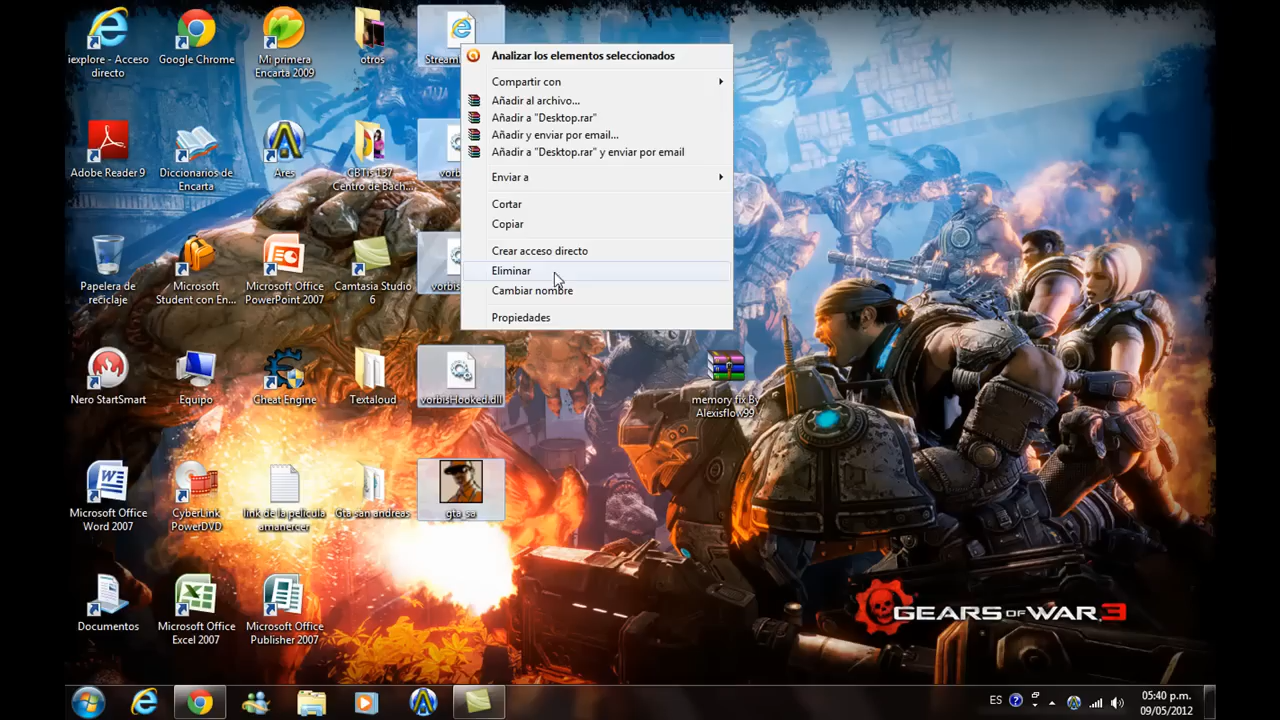 iexplore - Acceso
directo
Google Chrome
Mi primera
Encarta 2009
otros
Stream
Analizar los elementos seleccionados
Compartir con
Añadir al archivo...
Añadir a "Desktop.rar"
Añadir y enviar por email...
Añadir a "Desktop.rar" y enviar por email
Enviar a
Cortar
Copiar
Crear acceso directo
Eliminar
Cambiar nombre
Propiedades
Adobe Reader 9
Diccionarios de
Encarta
Ares
CBTis 137
Centro de Bach...
vorb
Papelera de
reciclaje
Microsoft
Student con En...
Microsoft Office
PowerPoint 2007
Camtasia Studio
6
vorbis
Nero StartSmart
Equipo
Cheat Engine
Textaloud
vorbisHooked.dll
memory fix By
Alexisflow99
Microsoft Office
Word 2007
CyberLink
PowerDVD
link de la pelicula
amanercer
Gta san andreas
gta_sa
Documentos
Microsoft Office
Excel 2007
Microsoft Office
Publisher 2007
GEARS OF WAR 3
ES
05:40 p.m.
09/05/2012